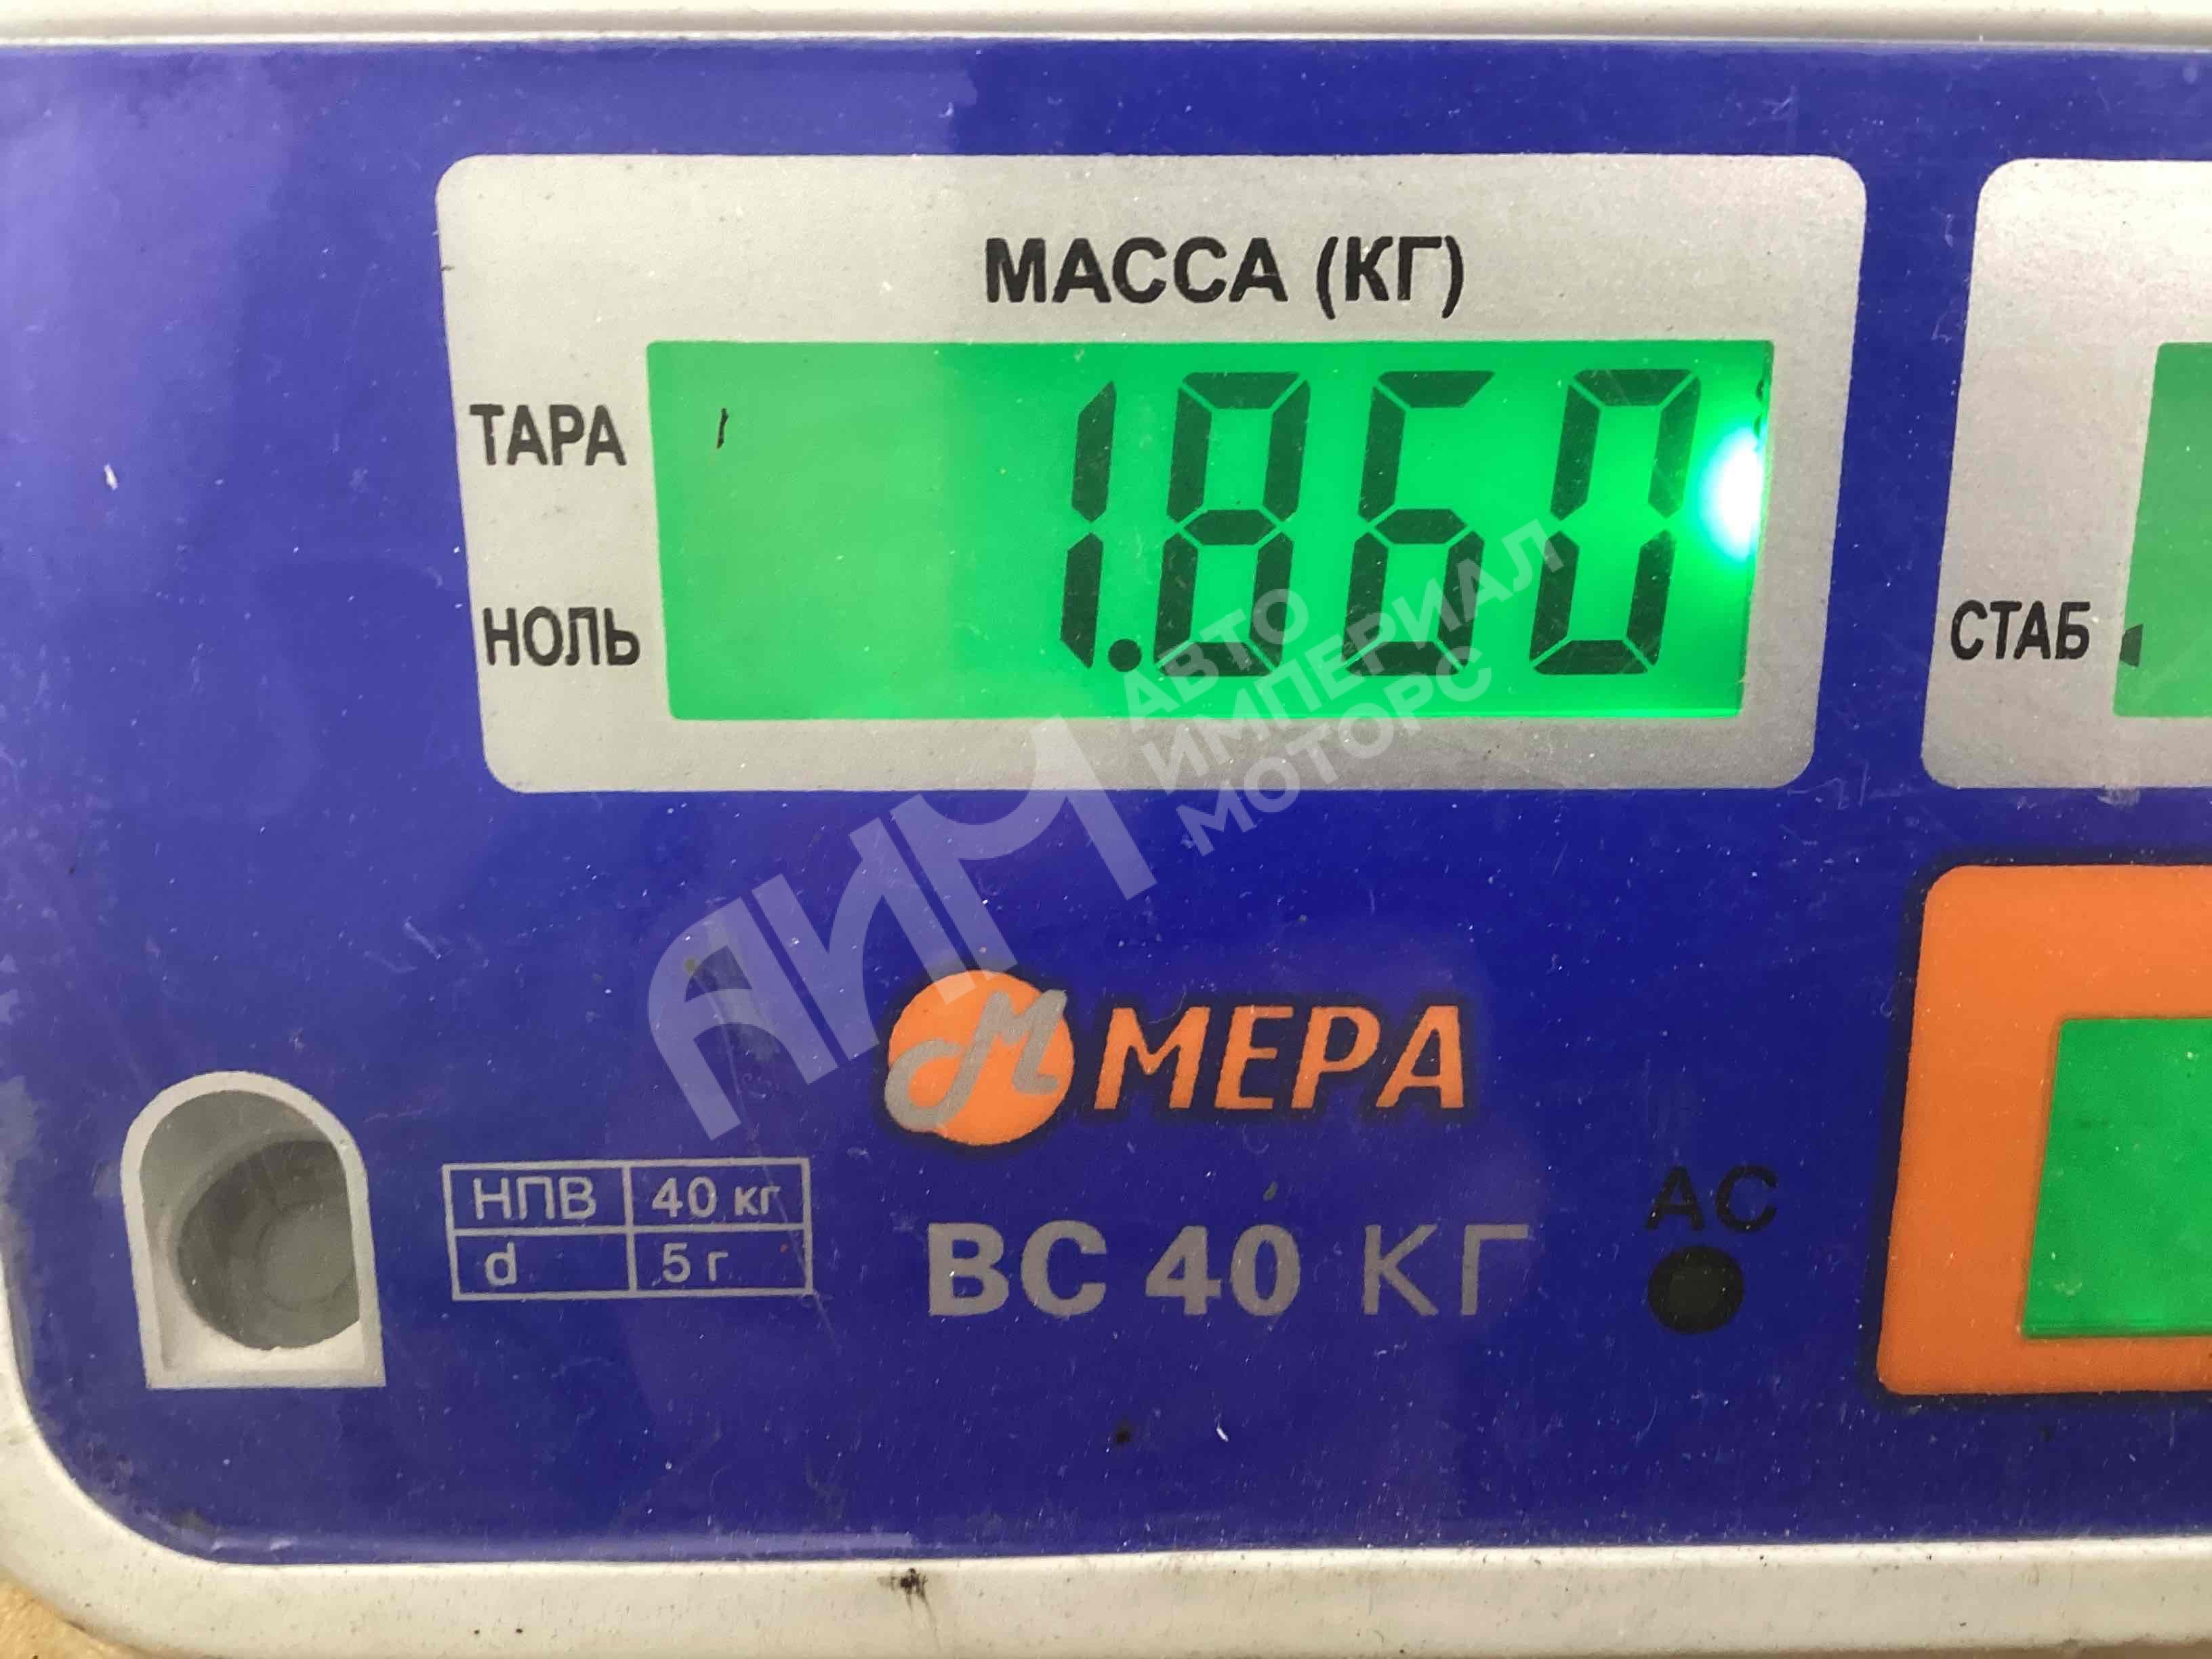 МАССА (КГ)
ТАРА
1.860
НОЛЬ
СТАБ
АИМ
АВТО
ИМПЕРИАЛ
МОТОРС
М МЕРА
НПВ 40 кг
d 5 г
ВС 40 КГ
AC